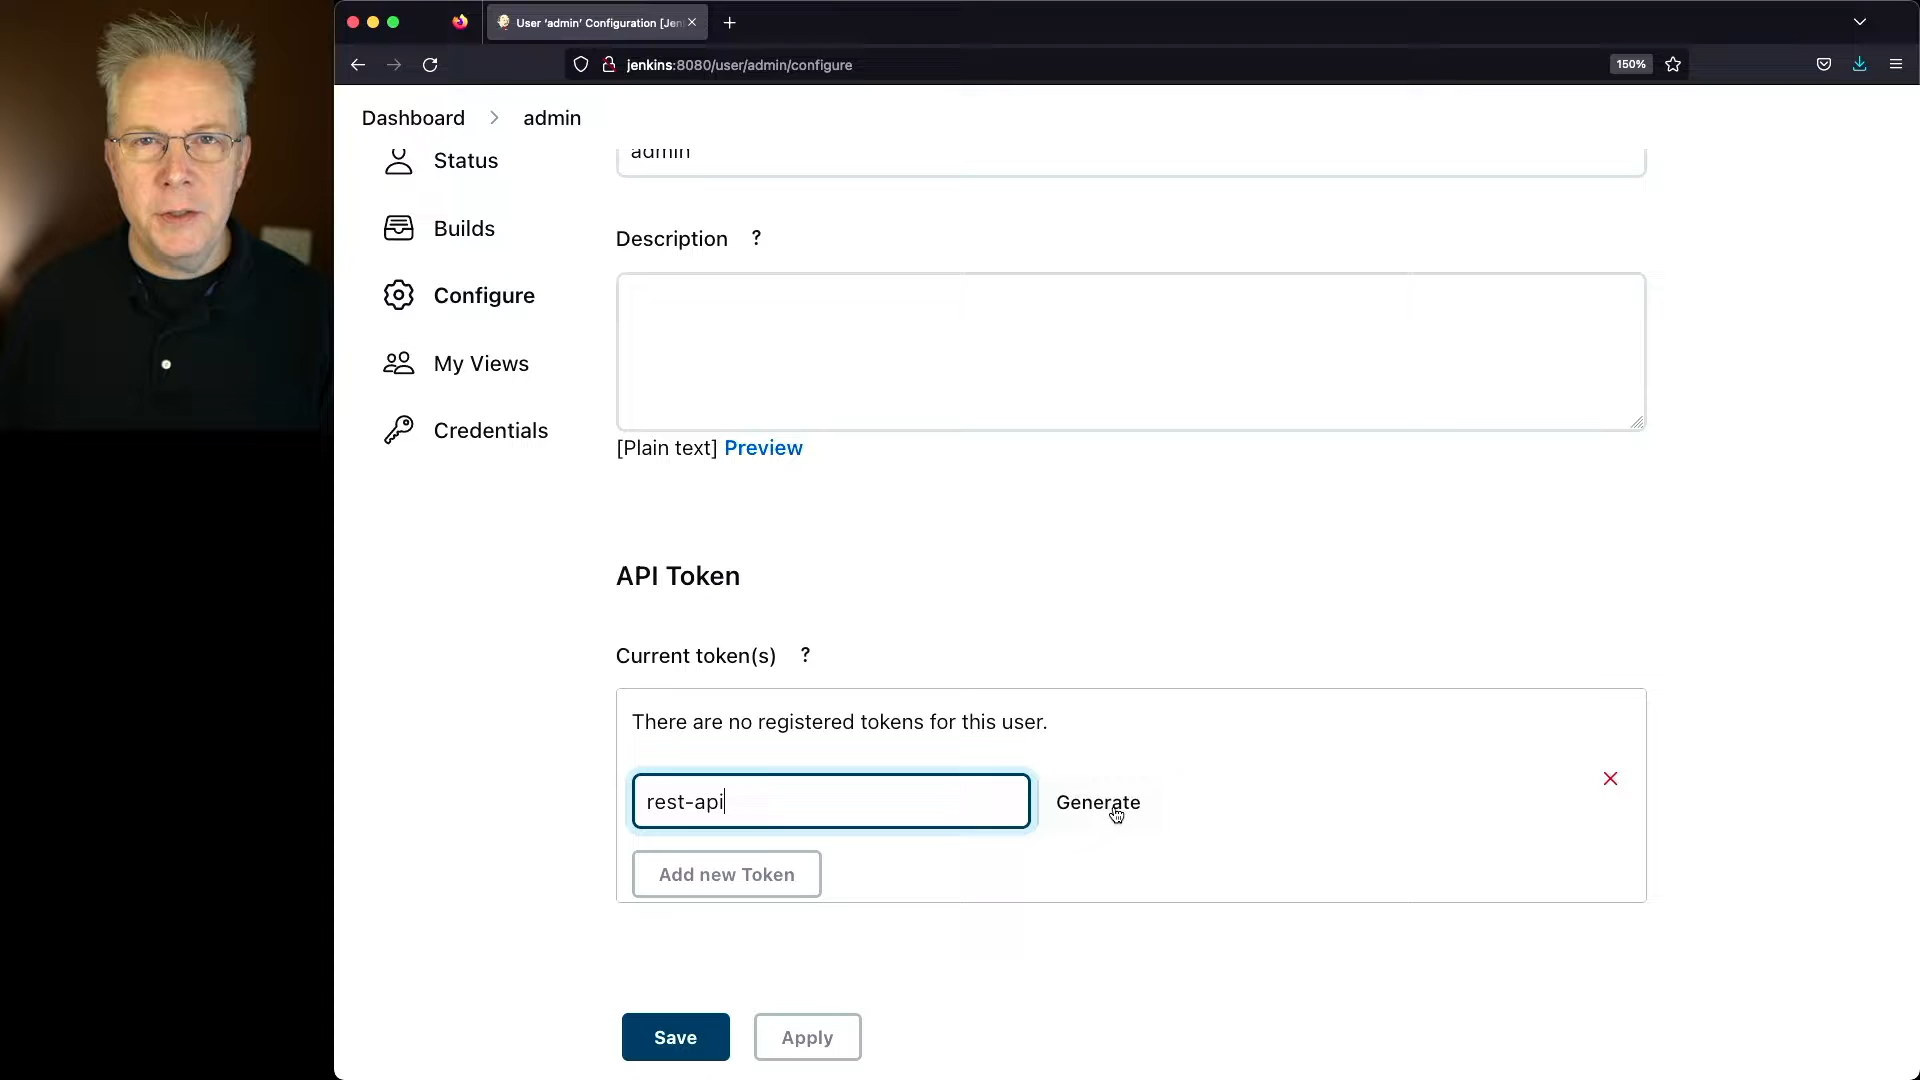 User ‘admin’ Configuration [Jen
jenkins:8080/user/admin/configure
150%
Dashboard
admin
Status
Builds
Configure
My Views
Credentials
admin
Description ?
[Plain text] Preview
API Token
Current token(s) ?
There are no registered tokens for this user.
rest-api
Generate
Add new Token
Save
Apply